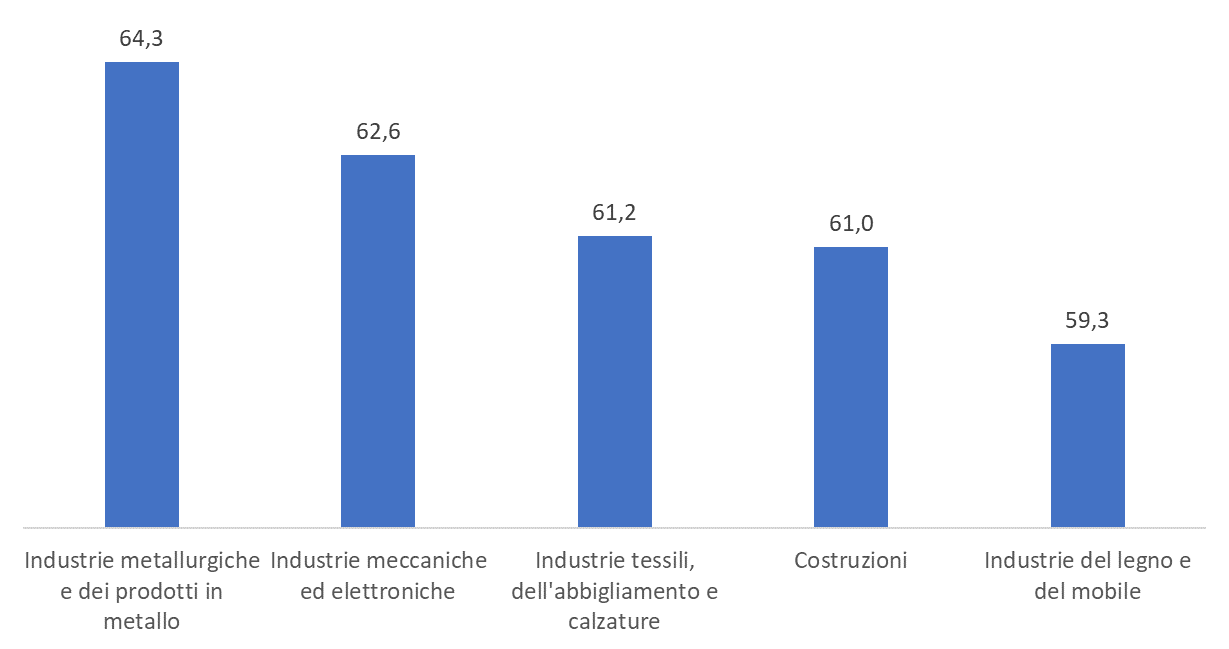 64,3
62,6
61,2
61,0
59,3
Industrie metallurgiche
e dei prodotti in
metallo
Industrie meccaniche
ed elettroniche
Industrie tessili,
dell'abbigliamento e
calzature
Costruzioni
Industrie del legno e
del mobile